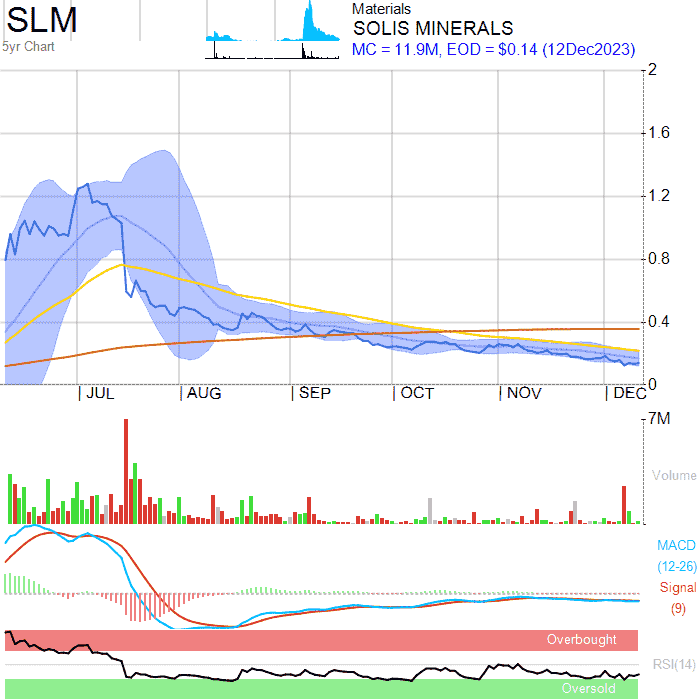 SLM
5yr Chart
Materials
SOLIS MINERALS
MC = 11.9M, EOD = $0.14 (12Dec2023)
2
1.6
1.2
0.8
0.4
0
JUL AUG SEP OCT NOV DEC
7M
Volume
MACD
(12-26)
Signal
(9)
Overbought
RSI(14)
Oversold